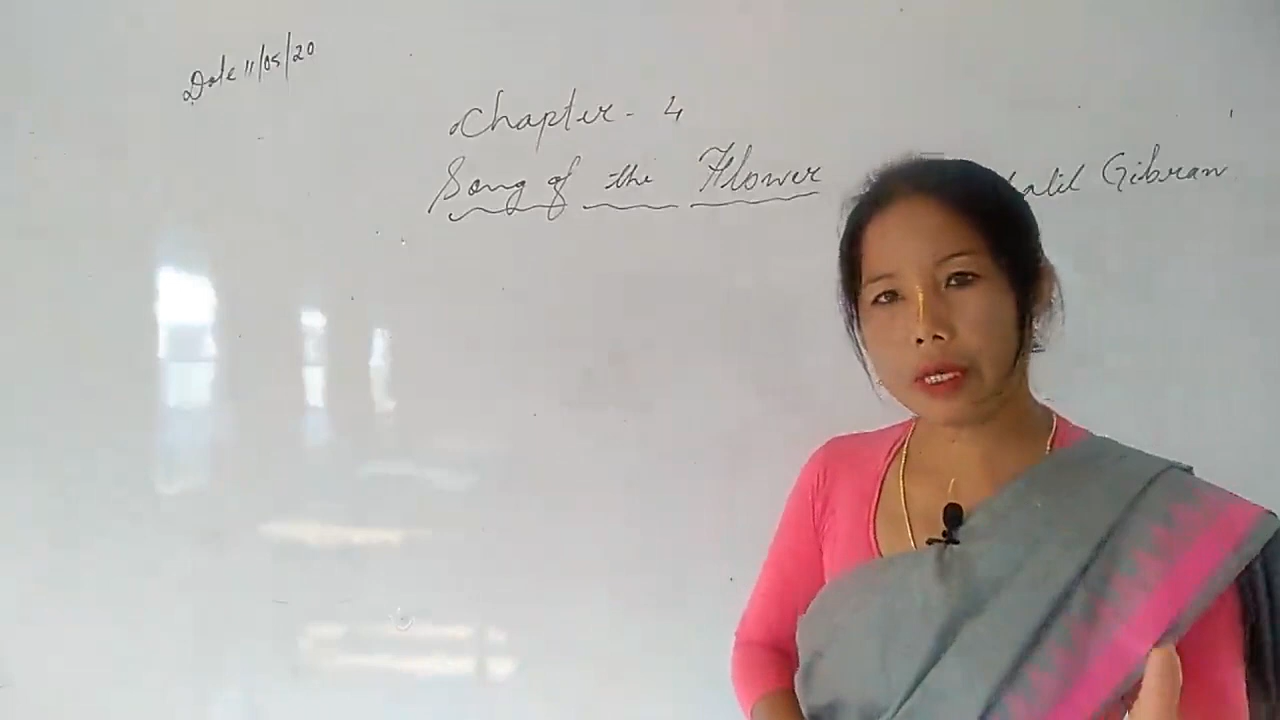 Date 11/05/20
Chapter - 4
Song of the Flower Gibran